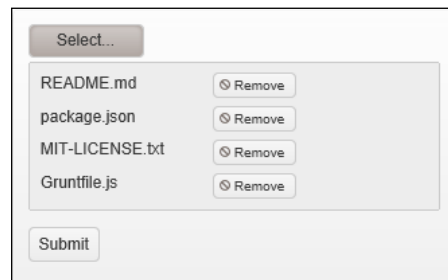 Select...
README.md Remove
package.json Remove
MIT-LICENSE.txt Remove
Gruntfile.js Remove
Submit